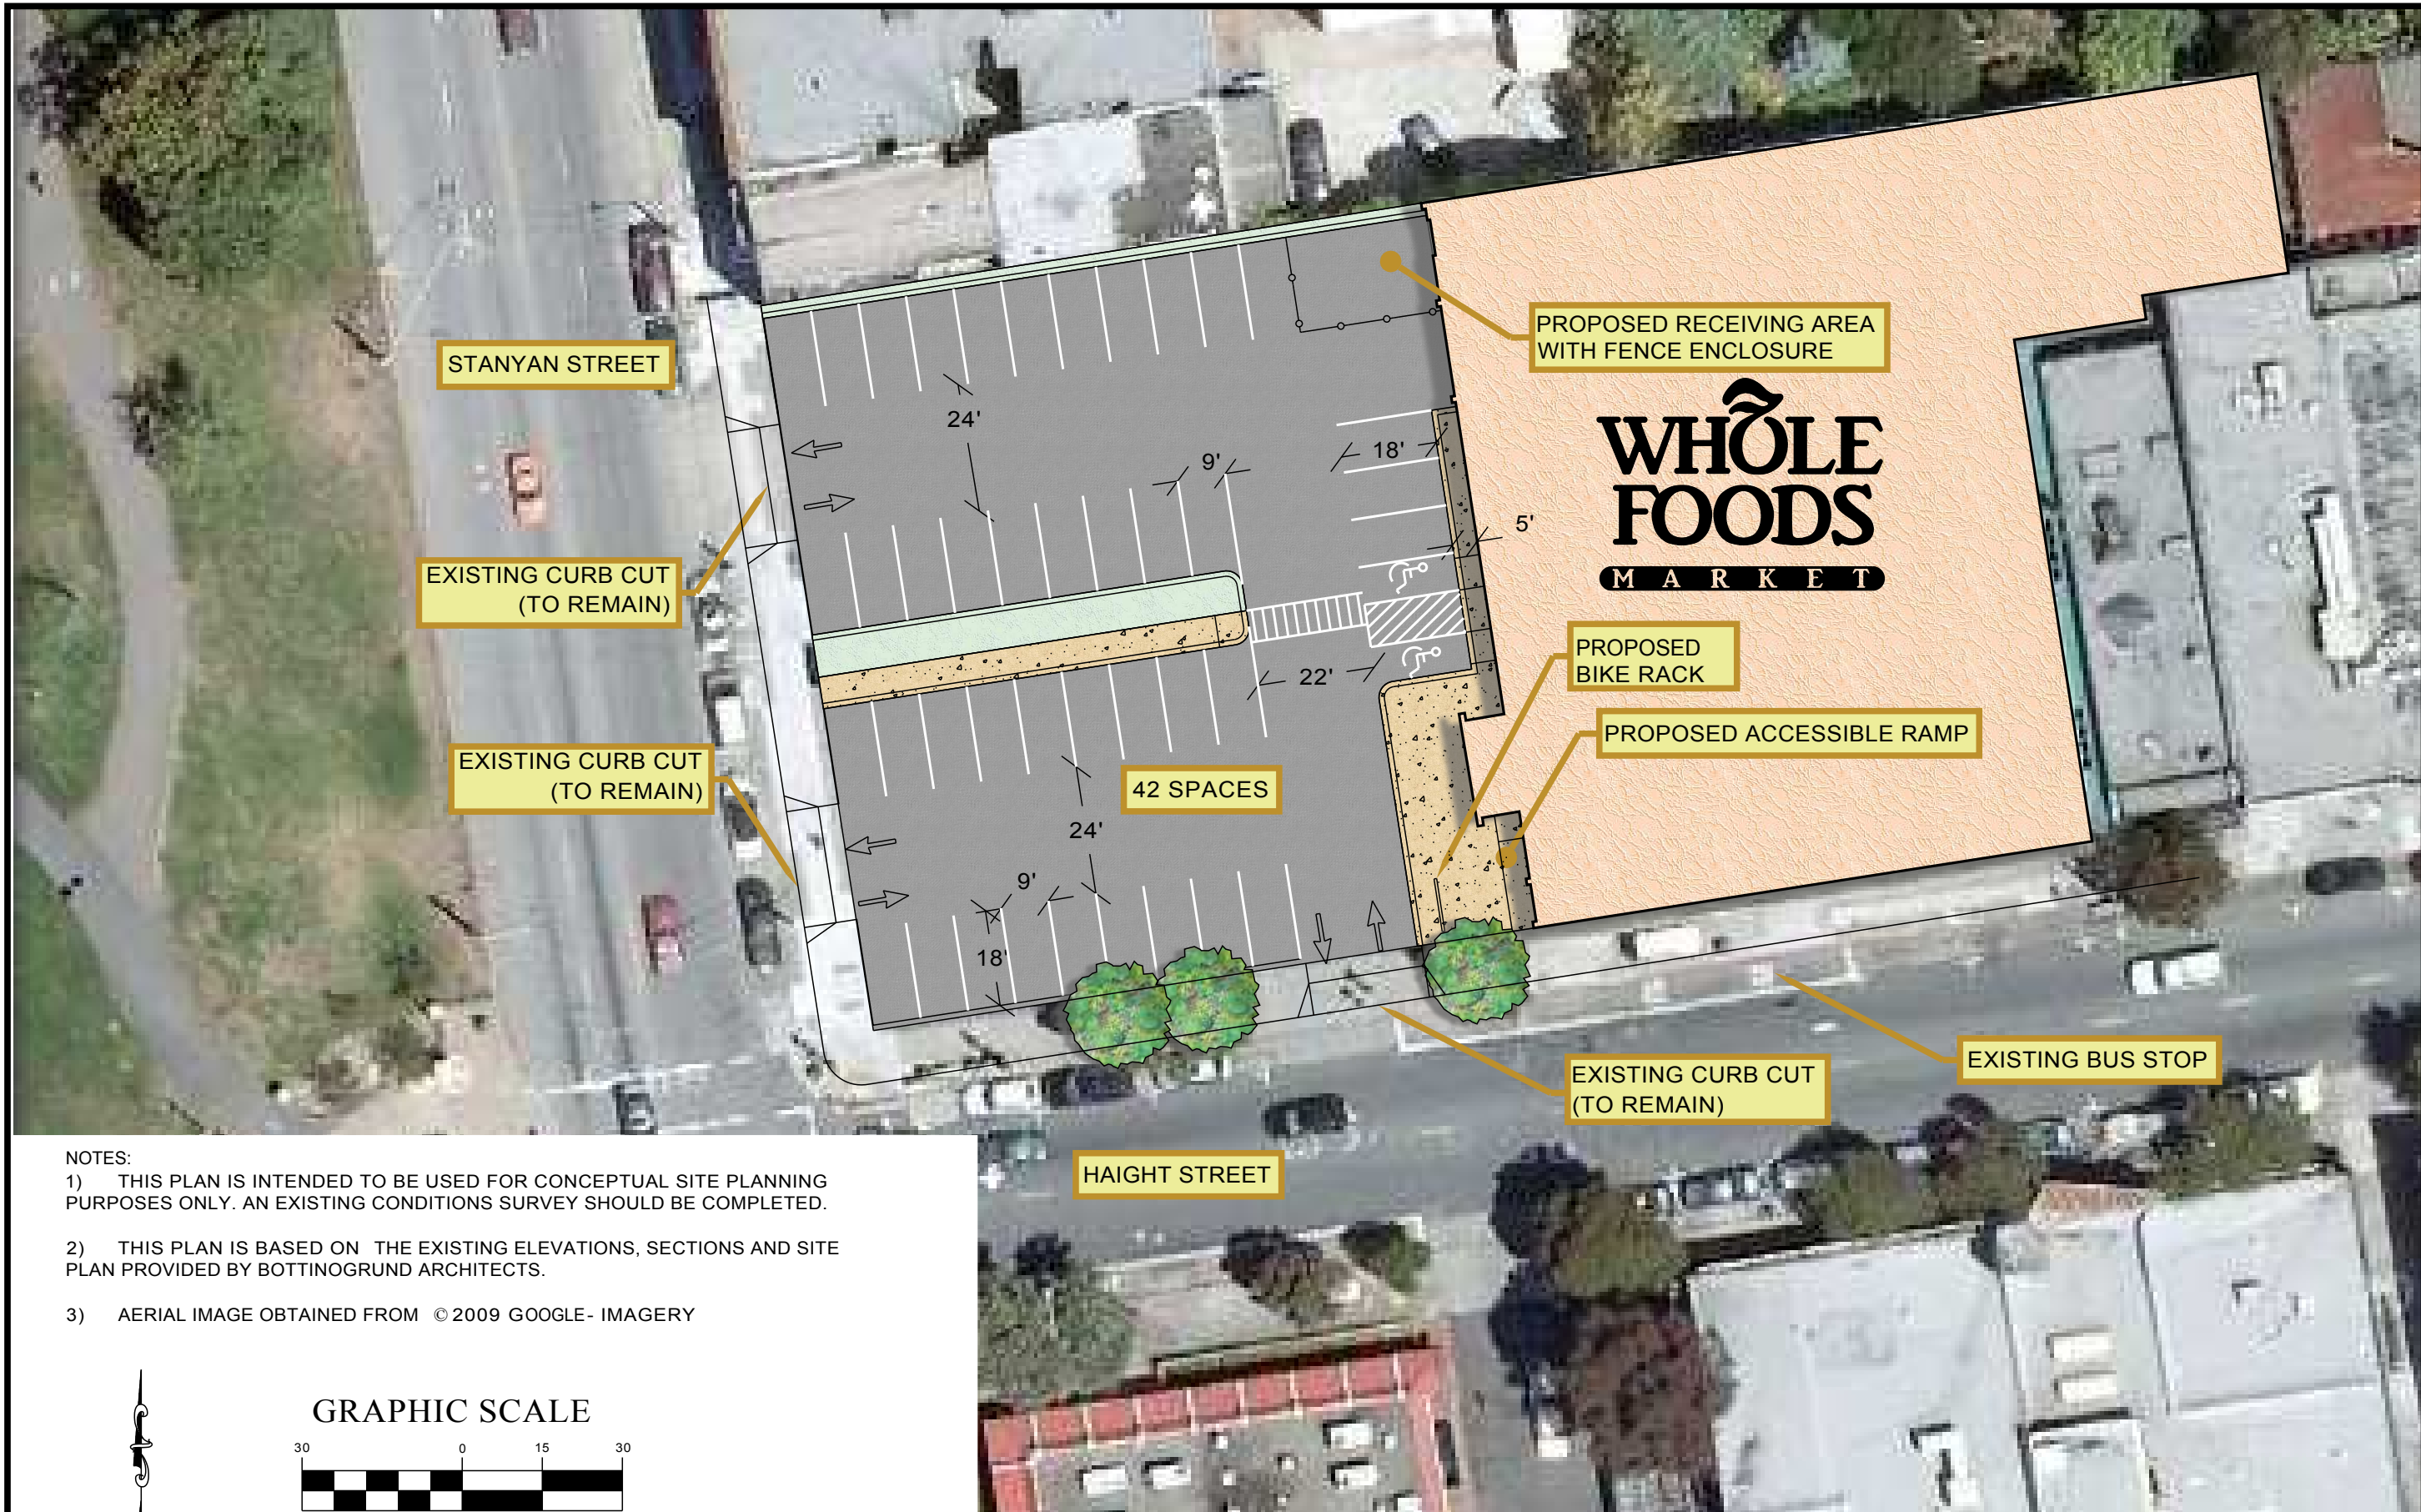 STANYAN STREET
PROPOSED RECEIVING AREA
WITH FENCE ENCLOSURE
24'
9'
18'
5'
WHOLE
FOODS
MARKET
EXISTING CURB CUT
(TO REMAIN)
PROPOSED
BIKE RACK
22'
PROPOSED ACCESSIBLE RAMP
EXISTING CURB CUT
(TO REMAIN)
42 SPACES
24'
9'
18'
EXISTING BUS STOP
EXISTING CURB CUT
(TO REMAIN)
HAIGHT STREET
NOTES:
1) THIS PLAN IS INTENDED TO BE USED FOR CONCEPTUAL SITE PLANNING
PURPOSES ONLY. AN EXISTING CONDITIONS SURVEY SHOULD BE COMPLETED.
2) THIS PLAN IS BASED ON THE EXISTING ELEVATIONS, SECTIONS AND SITE
PLAN PROVIDED BY BOTTINOGRUND ARCHITECTS.
3) AERIAL IMAGE OBTAINED FROM © 2009 GOOGLE- IMAGERY
GRAPHIC SCALE
30 0 15 30